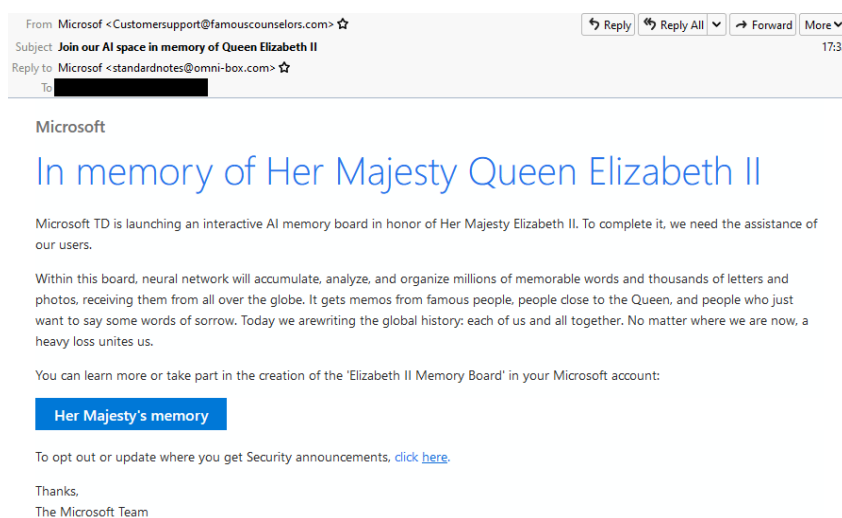 From Microsof <Customersupport@famouscounselors.com>
Reply Reply All Forward More
Subject Join our AI space in memory of Queen Elizabeth II
17:3
Reply to Microsof <standardnotes@omni-box.com>
To
Microsoft
In memory of Her Majesty Queen Elizabeth II
Microsoft TD is launching an interactive AI memory board in honor of Her Majesty Elizabeth II. To complete it, we need the assistance of
our users.
Within this board, neural network will accumulate, analyze, and organize millions of memorable words and thousands of letters and
photos, receiving them from all over the globe. It gets memos from famous people, people close to the Queen, and people who just
want to say some words of sorrow. Today we arewriting the global history: each of us and all together. No matter where we are now, a
heavy loss unites us.
You can learn more or take part in the creation of the 'Elizabeth II Memory Board' in your Microsoft account:
Her Majesty's memory
To opt out or update where you get Security announcements, click here.
Thanks,
The Microsoft Team